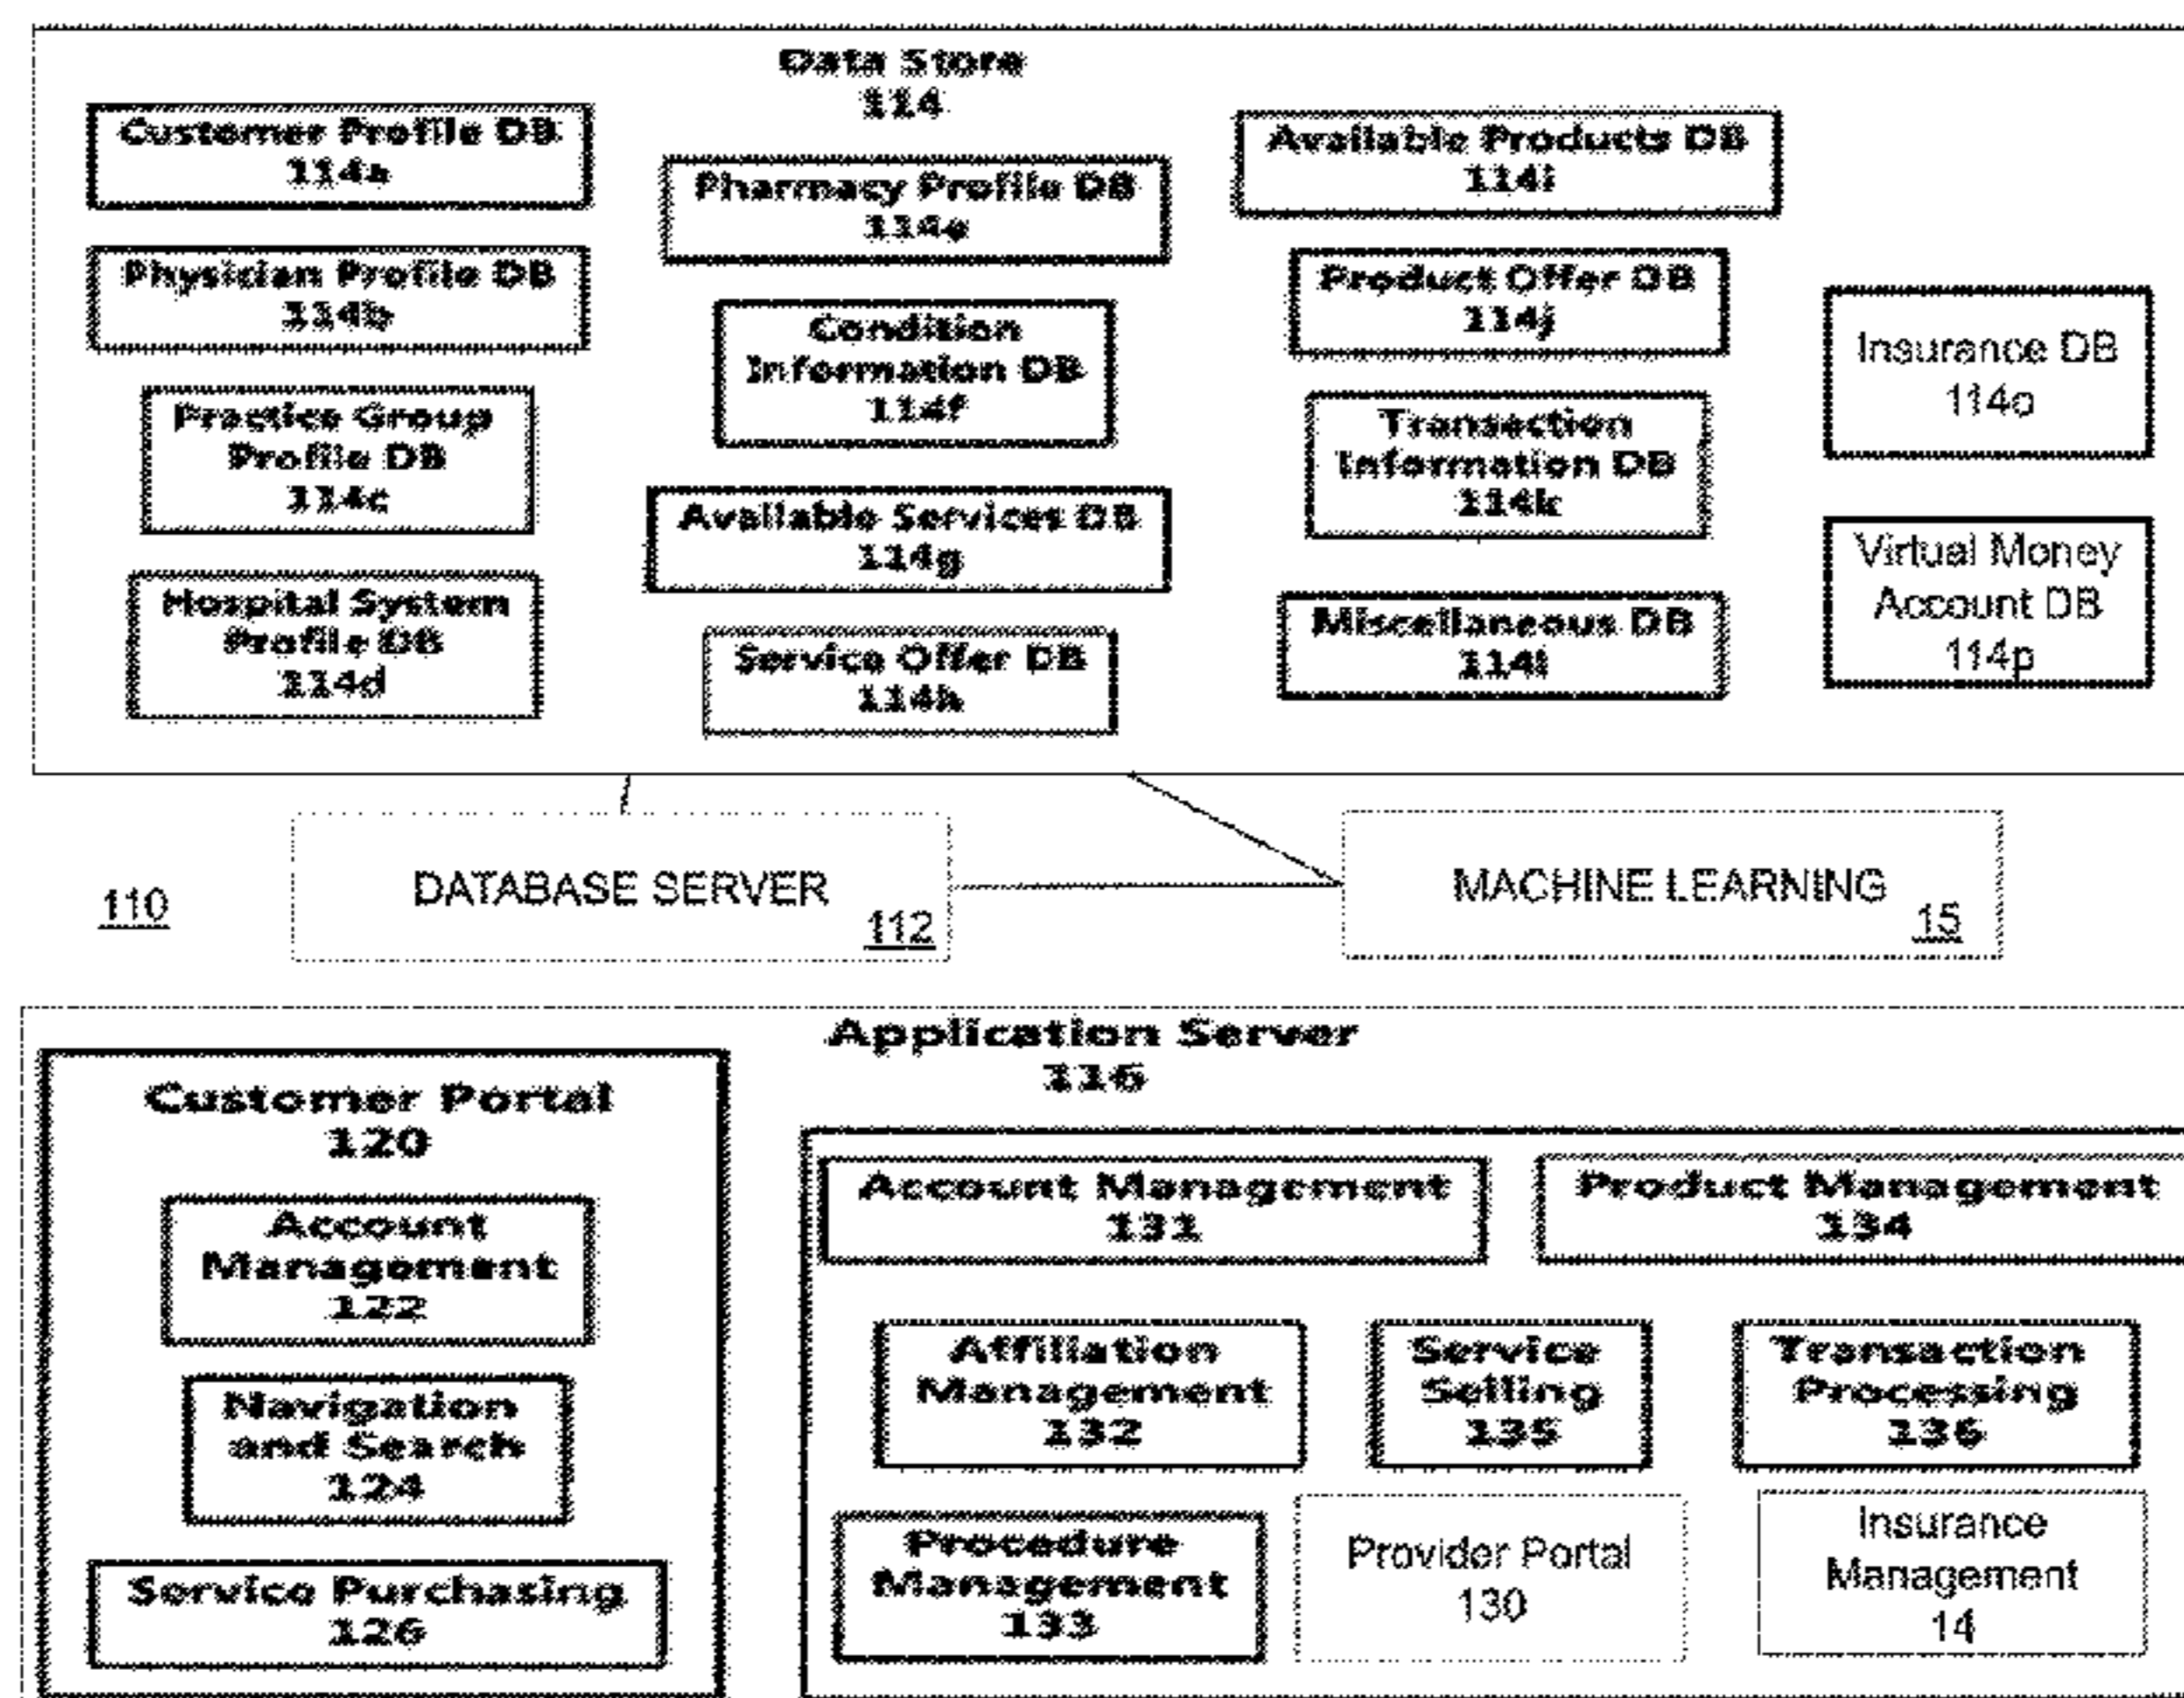 Data Store
114
Customer Profile DB
114a
Physician Profile DB
114b
Practice Group
Profile DB
114c
Hospital System
Profile DB
114d
Pharmacy Profile DB
114e
Condition
Information DB
114f
Available Services DB
114g
Service Offer DB
114h
Available Products DB
114i
Product Offer DB
114j
Transaction
Information DB
114k
Miscellaneous DB
114l
Insurance DB
114o
Virtual Money
Account DB
114p
110
DATABASE SERVER
112
MACHINE LEARNING
15
Application Server
116
Customer Portal
120
Account
Management
122
Navigation
and Search
124
Service Purchasing
126
Account Management
131
Product Management
134
Affiliation
Management
132
Service
Selling
135
Transaction
Processing
136
Procedure
Management
133
Provider Portal
130
Insurance
Management
14